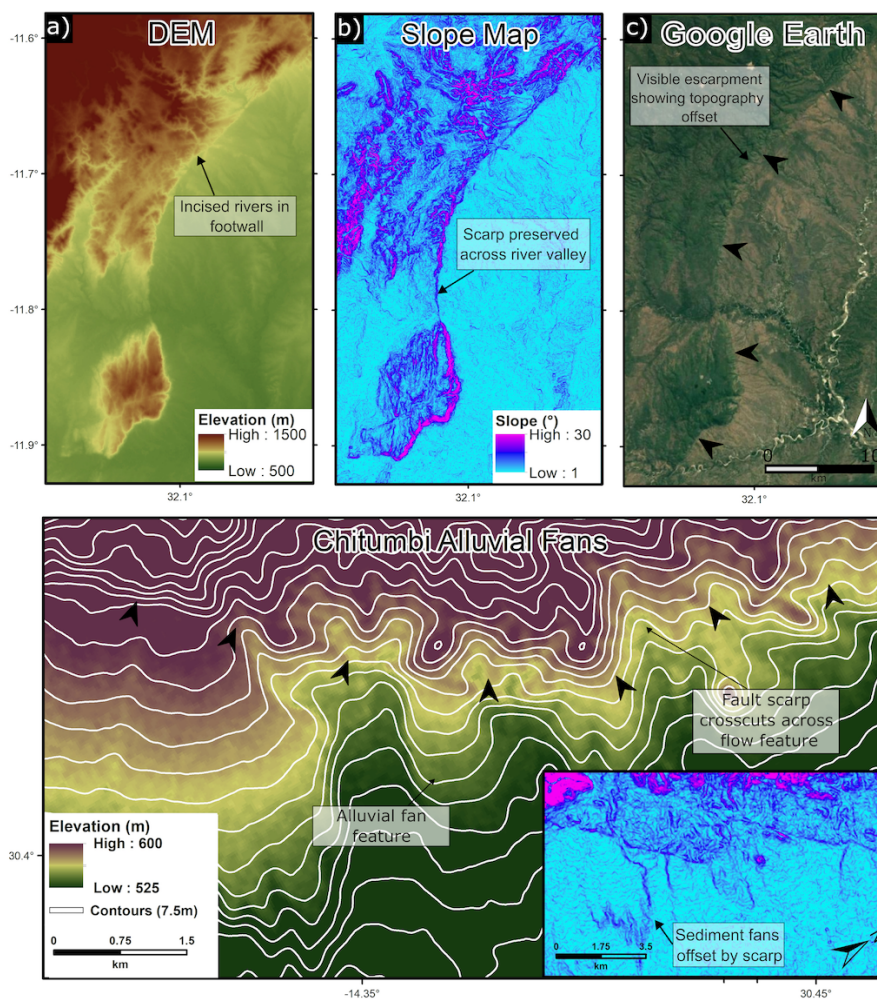 a)
DEM
-11.6
-11.7
-11.8
-11.9
Incised rivers in
footwall
Elevation (m)
High : 1500
Low : 500
32.1°
b)
Slope Map
Scarp preserved
across river valley
Slope (°)
High : 30
Low : 1
32.1°
c)
Google Earth
Visible escarpment
showing topography
offset
0
10
km
32.1°
Chitumbi Alluvial Fans
Fault scarp
crosscuts across
flow feature
Alluvial fan
feature
30.4°
Elevation (m)
High : 600
Low : 525
Contours (7.5m)
0
0.75
1.5
km
Sediment fans
offset by scarp
0
1.75
3.5
km
-14.35°
30.45°